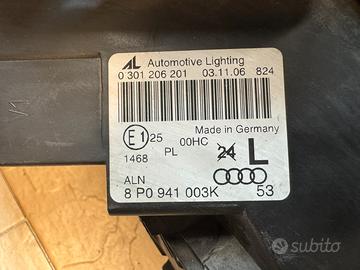 AL Automotive Lighting
0 301 206 201 03.11.06 824
Made in Germany
E1 25 00HC 24 L
1468 PL
ALN
8 P0 941 003K 53
subito